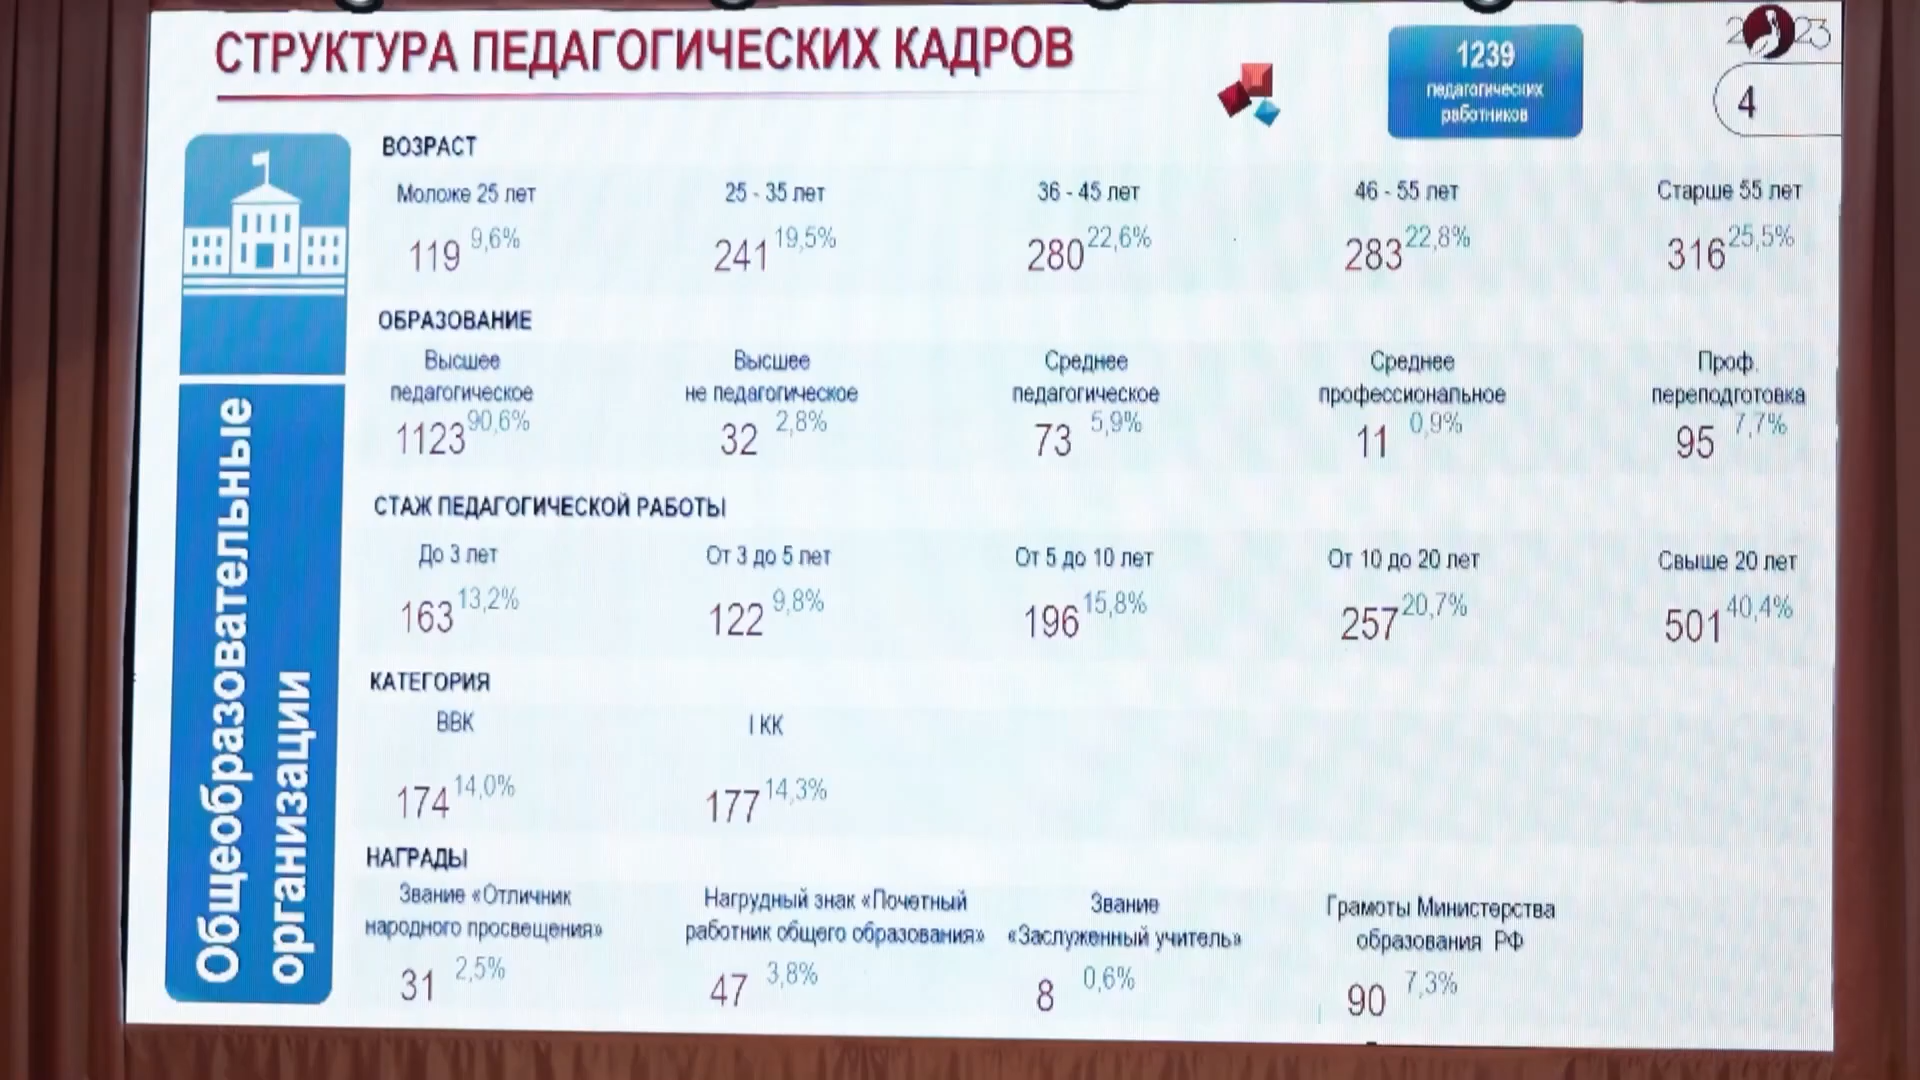 СТРУКТУРА ПЕДАГОГИЧЕСКИХ КАДРОВ
1239
педагогических
работников
2023
4
Общеобразовательные
организации
ВОЗРАСТ
Моложе 25 лет 25 - 35 лет 36 - 45 лет 46 - 55 лет Старше 55 лет
119 9,6% 241 19,5% 280 22,6% 283 22,8% 316 25,5%
ОБРАЗОВАНИЕ
Высшее Высшее Среднее Среднее Проф.
педагогическое не педагогическое педагогическое профессиональное переподготовка
1123 90,6% 32 2,8% 73 5,9% 11 0,9% 95 7,7%
СТАЖ ПЕДАГОГИЧЕСКОЙ РАБОТЫ
До 3 лет От 3 до 5 лет От 5 до 10 лет От 10 до 20 лет Свыше 20 лет
163 13,2% 122 9,8% 196 15,8% 257 20,7% 501 40,4%
КАТЕГОРИЯ
ВВК I КК
174 14,0% 177 14,3%
НАГРАДЫ
Звание «Отличник Нагрудный знак «Почетный Звание Грамоты Министерства
народного просвещения» работник общего образования» «Заслуженный учитель» образования РФ
31 2,5% 47 3,8% 8 0,6% 90 7,3%